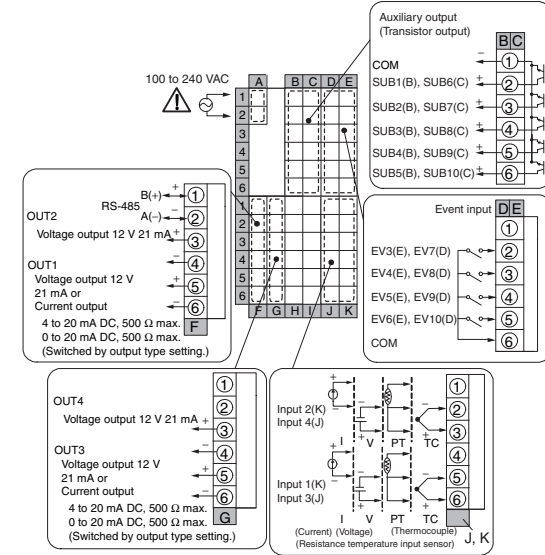 Auxiliary output
(Transistor output)
B C
COM
− 1
SUB1(B), SUB6(C) + 2
SUB2(B), SUB7(C) + 3
SUB3(B), SUB8(C) + 4
SUB4(B), SUB9(C) + 5
SUB5(B), SUB10(C) + 6
100 to 240 VAC
A B C D E
1
2
3
4
5
6
1
2
3
4
5
6
F G H I J K
B(+) + 1
RS-485
A(−) − 2
OUT2
Voltage output 12 V 21 mA + 3
− 4
OUT1
Voltage output 12 V + 5
21 mA or
Current output − 6
4 to 20 mA DC, 500 Ω max.
0 to 20 mA DC, 500 Ω max.
(Switched by output type setting.)
F
Event input D E
1
EV3(E), EV7(D) 2
EV4(E), EV8(D) 3
EV5(E), EV9(D) 4
EV6(E), EV10(D) 5
COM 6
1
OUT4 2
Voltage output 12 V 21 mA + 3
OUT3 − 4
Voltage output 12 V + 5
21 mA or
Current output − 6
4 to 20 mA DC, 500 Ω max.
0 to 20 mA DC, 500 Ω max.
(Switched by output type setting.)
G
1
+ − − 2
Input 2(K)
Input 4(J)
− + + 3
I V PT TC
4
+ − − 5
Input 1(K)
Input 3(J)
− + + 6
I V PT TC
(Current) (Voltage) (Thermocouple)
(Resistance temperature input sensor)
J, K